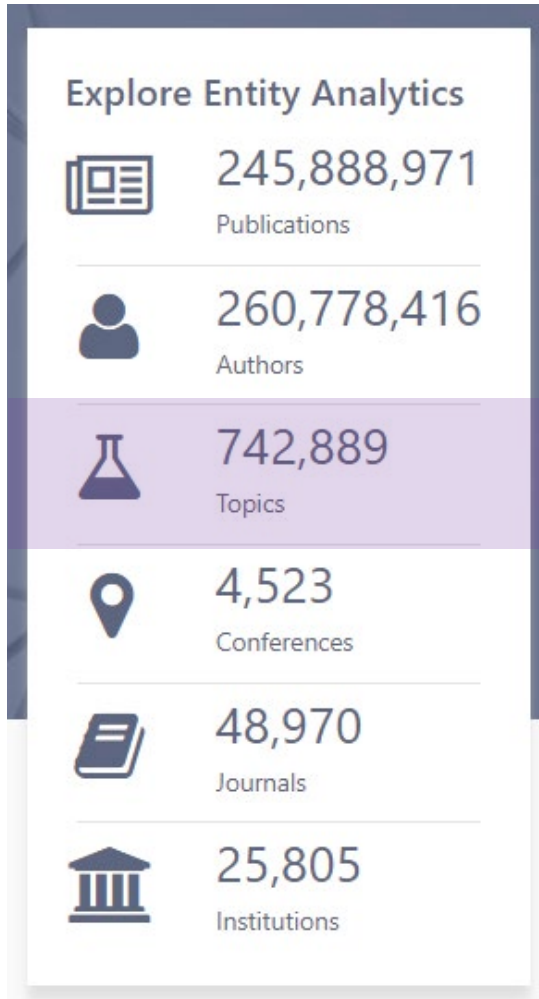 Explore Entity Analytics
245,888,971
Publications
260,778,416
Authors
742,889
Topics
4,523
Conferences
48,970
Journals
25,805
Institutions